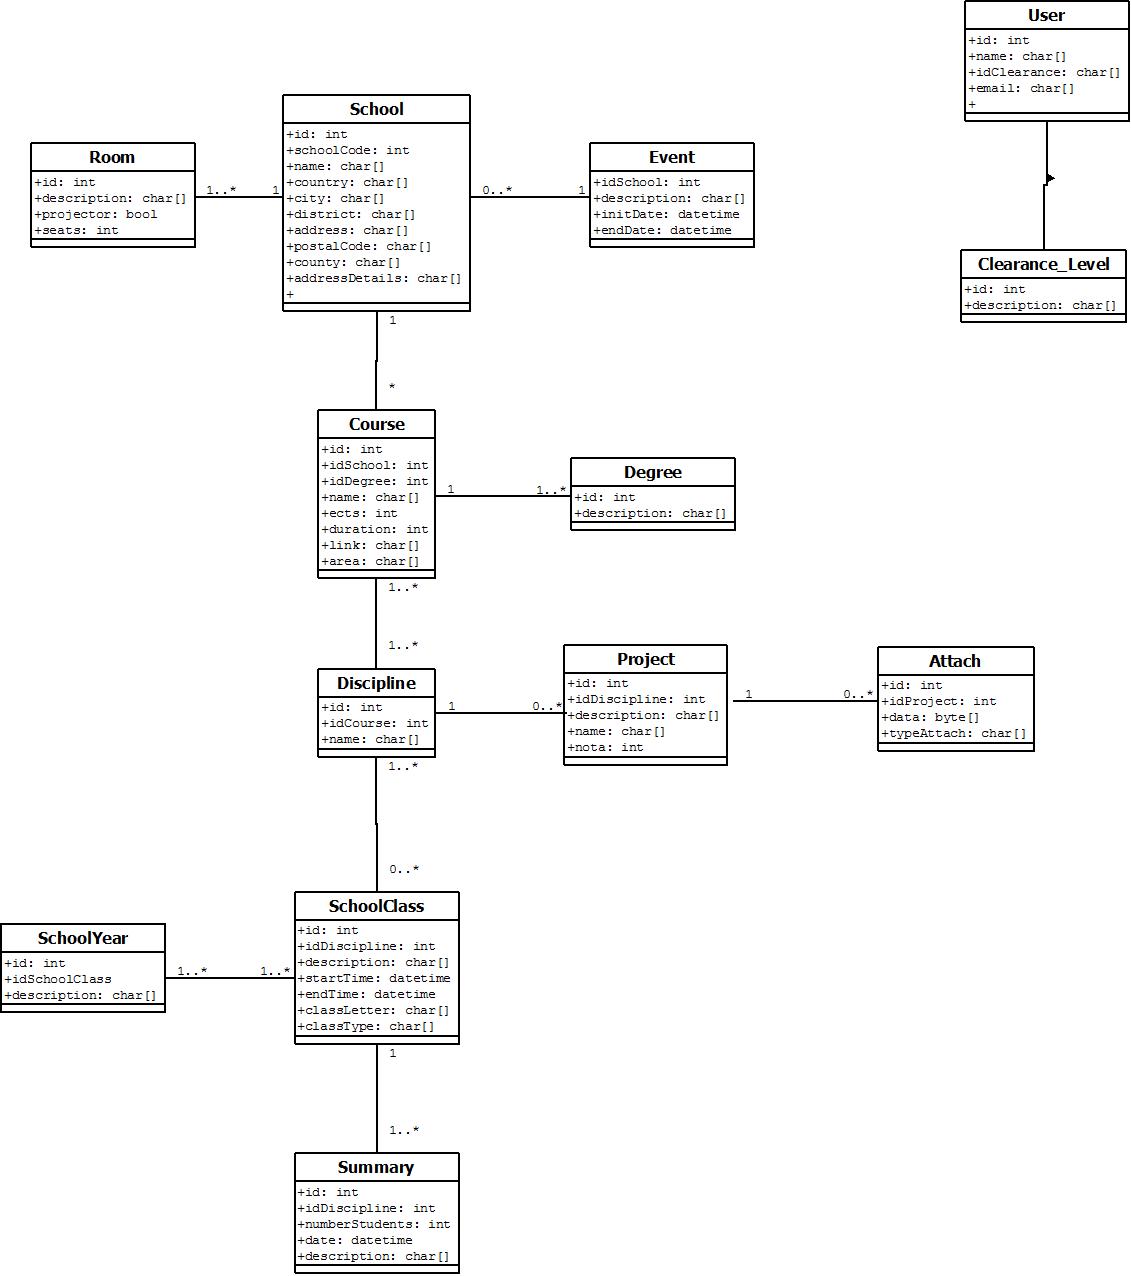 User
+id: int
+name: char[]
+idClearance: char[]
+email: char[]
+
School
+id: int
+schoolCode: int
+name: char[]
+country: char[]
+city: char[]
+district: char[]
+address: char[]
+postalCode: char[]
+county: char[]
+addressDetails: char[]
+
Room
+id: int
+description: char[]
+projector: bool
+seats: int
1..*
1
Event
+idSchool: int
+description: char[]
+initDate: datetime
+endDate: datetime
0..*
1
Clearance_Level
+id: int
+description: char[]
1
*
Course
+id: int
+idSchool: int
+idDegree: int
+name: char[]
+ects: int
+duration: int
+link: char[]
+area: char[]
1
1..*
Degree
+id: int
+description: char[]
1..*
1..*
Discipline
+id: int
+idCourse: int
+name: char[]
1
0..*
Project
+id: int
+idDiscipline: int
+description: char[]
+name: char[]
+nota: int
1
0..*
Attach
+id: int
+idProject: int
+data: byte[]
+typeAttach: char[]
1..*
0..*
SchoolClass
+id: int
+idDiscipline: int
+description: char[]
+startTime: datetime
+endTime: datetime
+classLetter: char[]
+classType: char[]
SchoolYear
+id: int
+idSchoolClass
+description: char[]
1..*
1..*
1
1..*
Summary
+id: int
+idDiscipline: int
+numberStudents: int
+date: datetime
+description: char[]